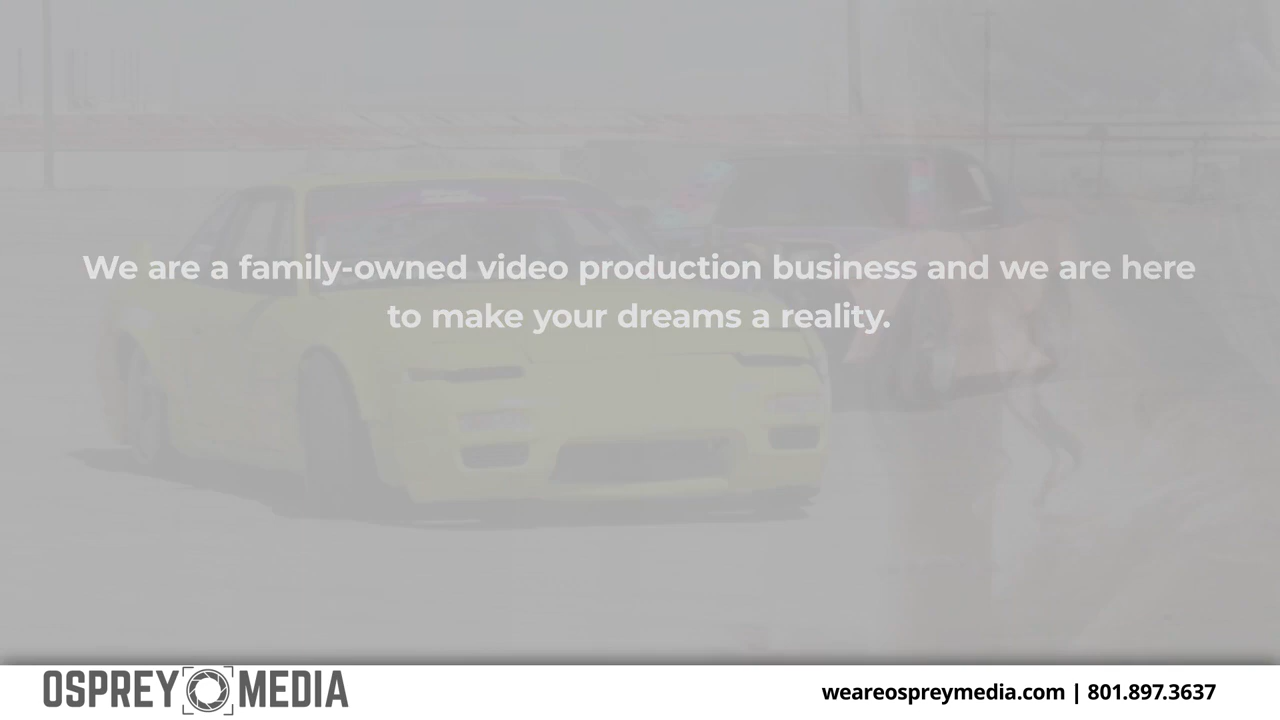 We are a family-owned video production business and we are here
to make your dreams a reality.
OSPREY MEDIA
weareospreymedia.com | 801.897.3637